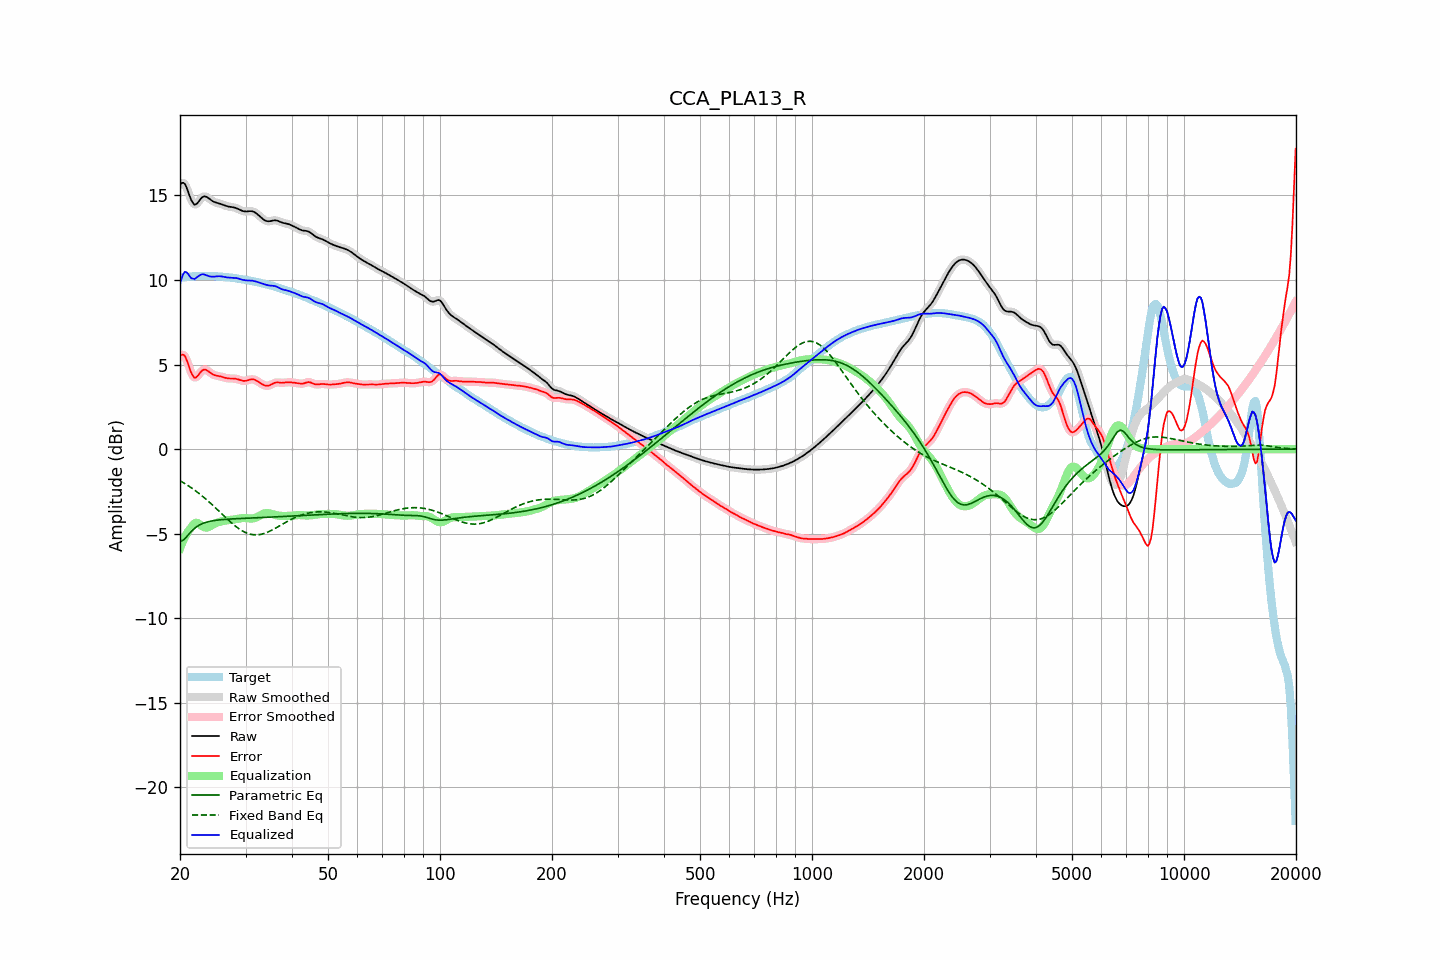 CCA_PLA13_R
Amplitude (dBr)
15
10
5
0
−5
−10
−15
−20
Target
Raw Smoothed
Error Smoothed
Raw
Error
Equalization
Parametric Eq
Fixed Band Eq
Equalized
20 50 100 200 500 1000 2000 5000 10000 20000
Frequency (Hz)